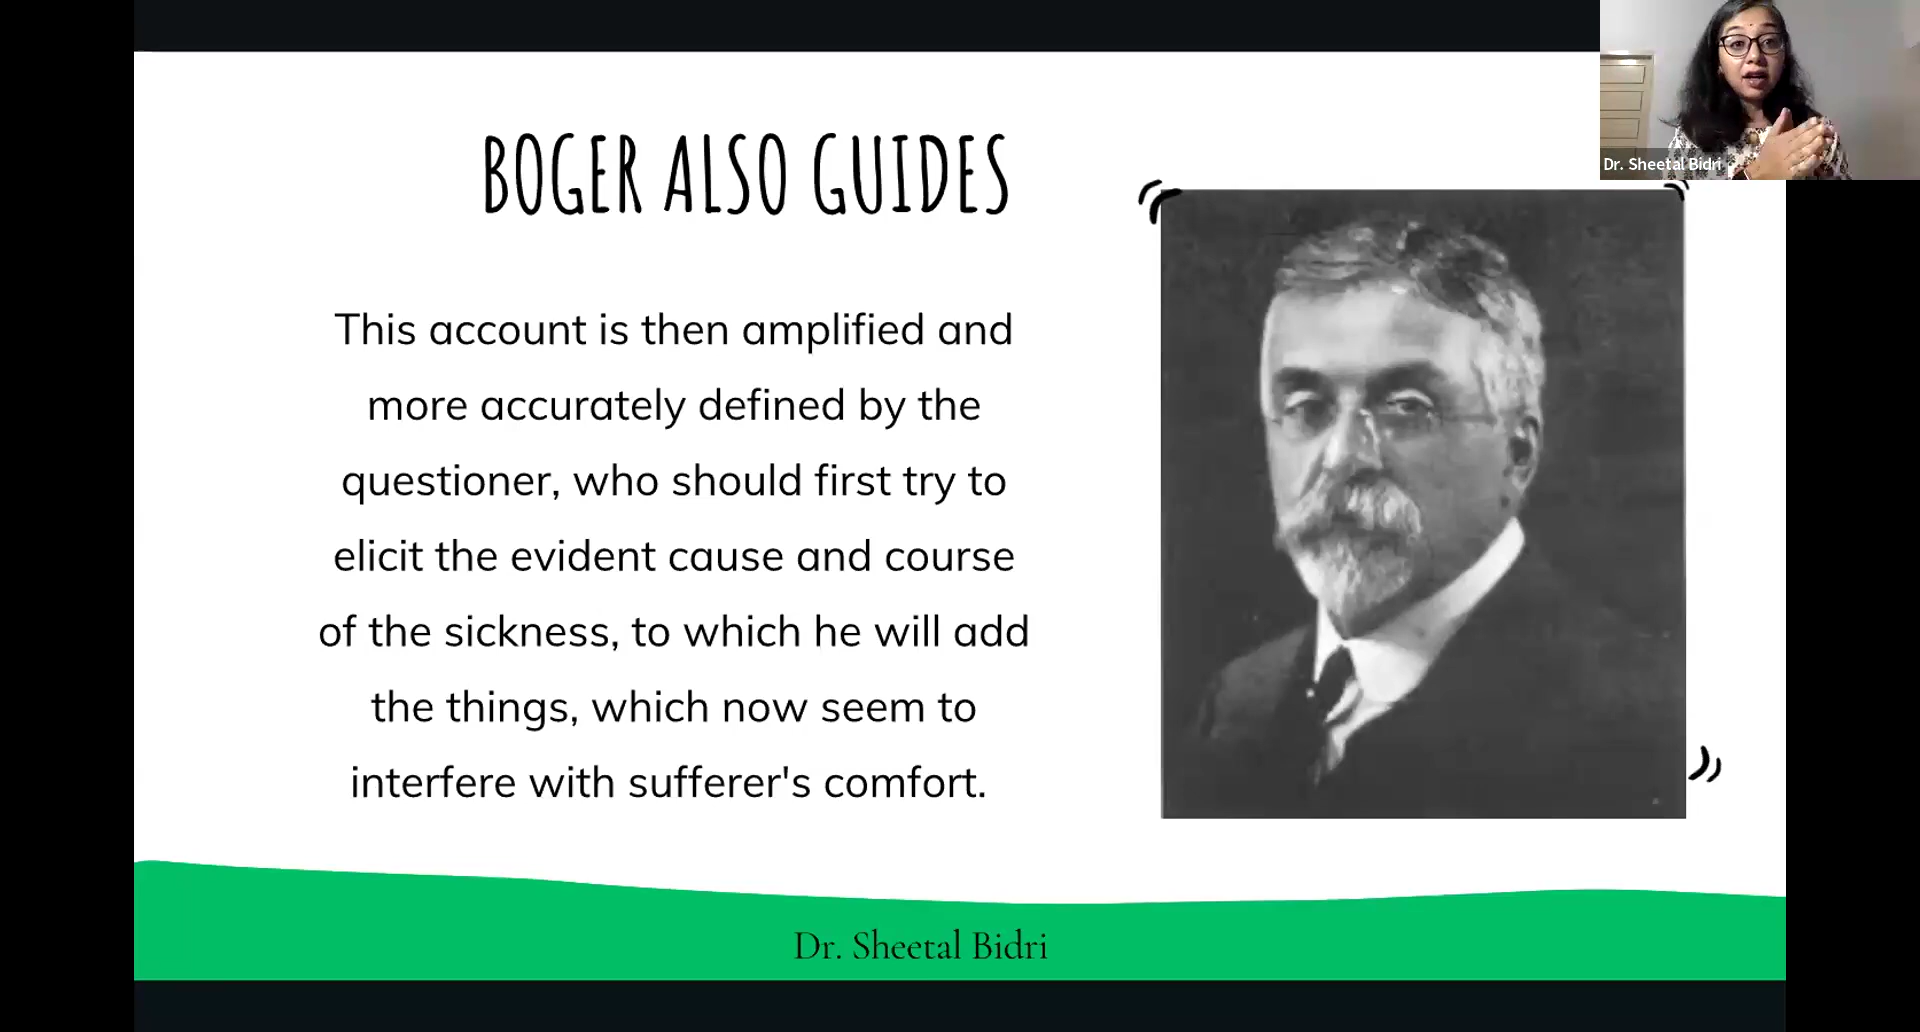 BOGER ALSO GUIDES
This account is then amplified and
more accurately defined by the
questioner, who should first try to
elicit the evident cause and course
of the sickness, to which he will add
the things, which now seem to
interfere with sufferer's comfort.
Dr. Sheetal Bidri
Dr. Sheetal Bidri